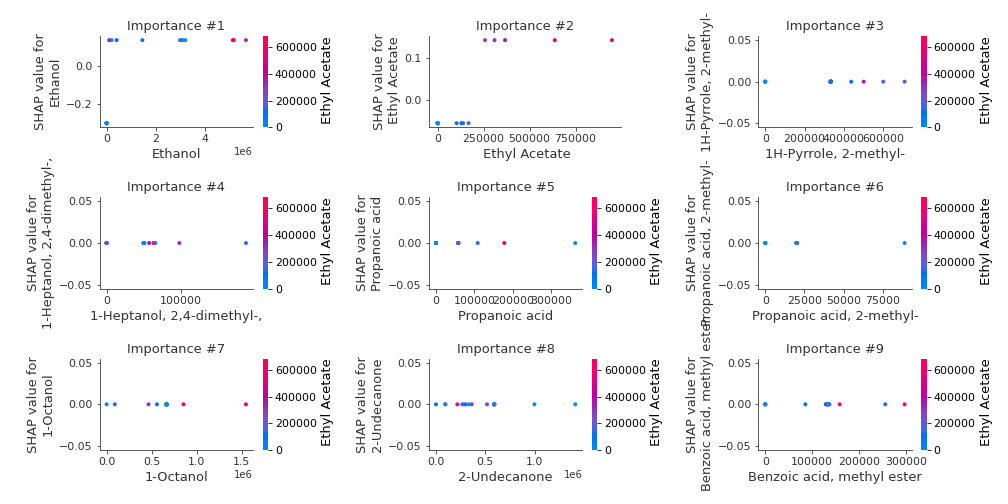 Importance #1
SHAP value for
Ethanol
0.0
−0.2
0
2
4
1e6
Ethanol
600000
400000
200000
0
Ethyl Acetate
Importance #2
SHAP value for
Ethyl Acetate
0.1
0.0
0
250000
500000
750000
Ethyl Acetate
Importance #3
SHAP value for
1H-Pyrrole, 2-methyl-
0.05
0.00
−0.05
0
200000
400000
600000
1H-Pyrrole, 2-methyl-
600000
400000
200000
0
Ethyl Acetate
Importance #4
SHAP value for
1-Heptanol, 2,4-dimethyl-,
0.05
0.00
−0.05
0
100000
1-Heptanol, 2,4-dimethyl-,
600000
400000
200000
0
Ethyl Acetate
Importance #5
SHAP value for
Propanoic acid
0.05
0.00
−0.05
0
100000
200000
300000
Propanoic acid
600000
400000
200000
0
Ethyl Acetate
Importance #6
SHAP value for
Propanoic acid, 2-methyl-
0.05
0.00
−0.05
0
25000
50000
75000
Propanoic acid, 2-methyl-
600000
400000
200000
0
Ethyl Acetate
Importance #7
SHAP value for
1-Octanol
0.05
0.00
−0.05
0.0
0.5
1.0
1.5
1e6
1-Octanol
600000
400000
200000
0
Ethyl Acetate
Importance #8
SHAP value for
2-Undecanone
0.05
0.00
−0.05
0.0
0.5
1.0
1e6
2-Undecanone
600000
400000
200000
0
Ethyl Acetate
Importance #9
SHAP value for
Benzoic acid, methyl ester
0.05
0.00
−0.05
0
100000
200000
300000
Benzoic acid, methyl ester
600000
400000
200000
0
Ethyl Acetate